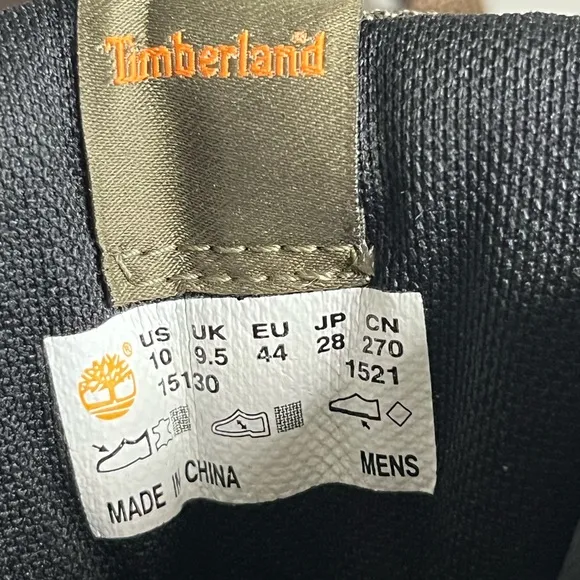 Timberland®
US UK EU JP CN
10 9.5 44 28 270
15130 1521
®
MADE IN CHINA MENS